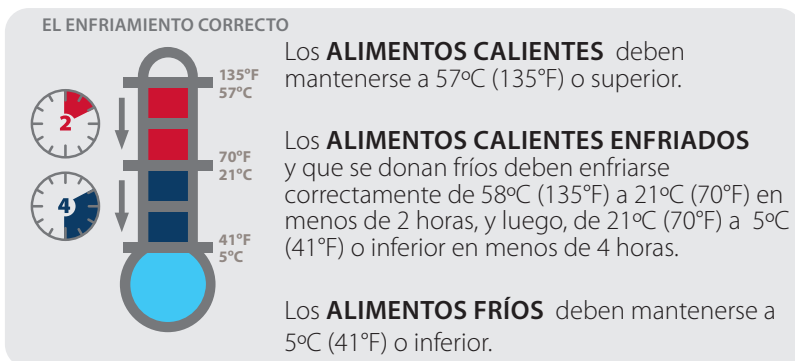 EL ENFRIAMIENTO CORRECTO
135°F
57°C
2
70°F
21°C
4
41°F
5°C
Los ALIMENTOS CALIENTES deben
mantenerse a 57ºC (135°F) o superior.
Los ALIMENTOS CALIENTES ENFRIADOS
y que se donan fríos deben enfriarse
correctamente de 58ºC (135°F) a 21ºC (70°F) en
menos de 2 horas, y luego, de 21ºC (70°F) a 5ºC
(41°F) o inferior en menos de 4 horas.
Los ALIMENTOS FRÍOS deben mantenerse a
5ºC (41°F) o inferior.